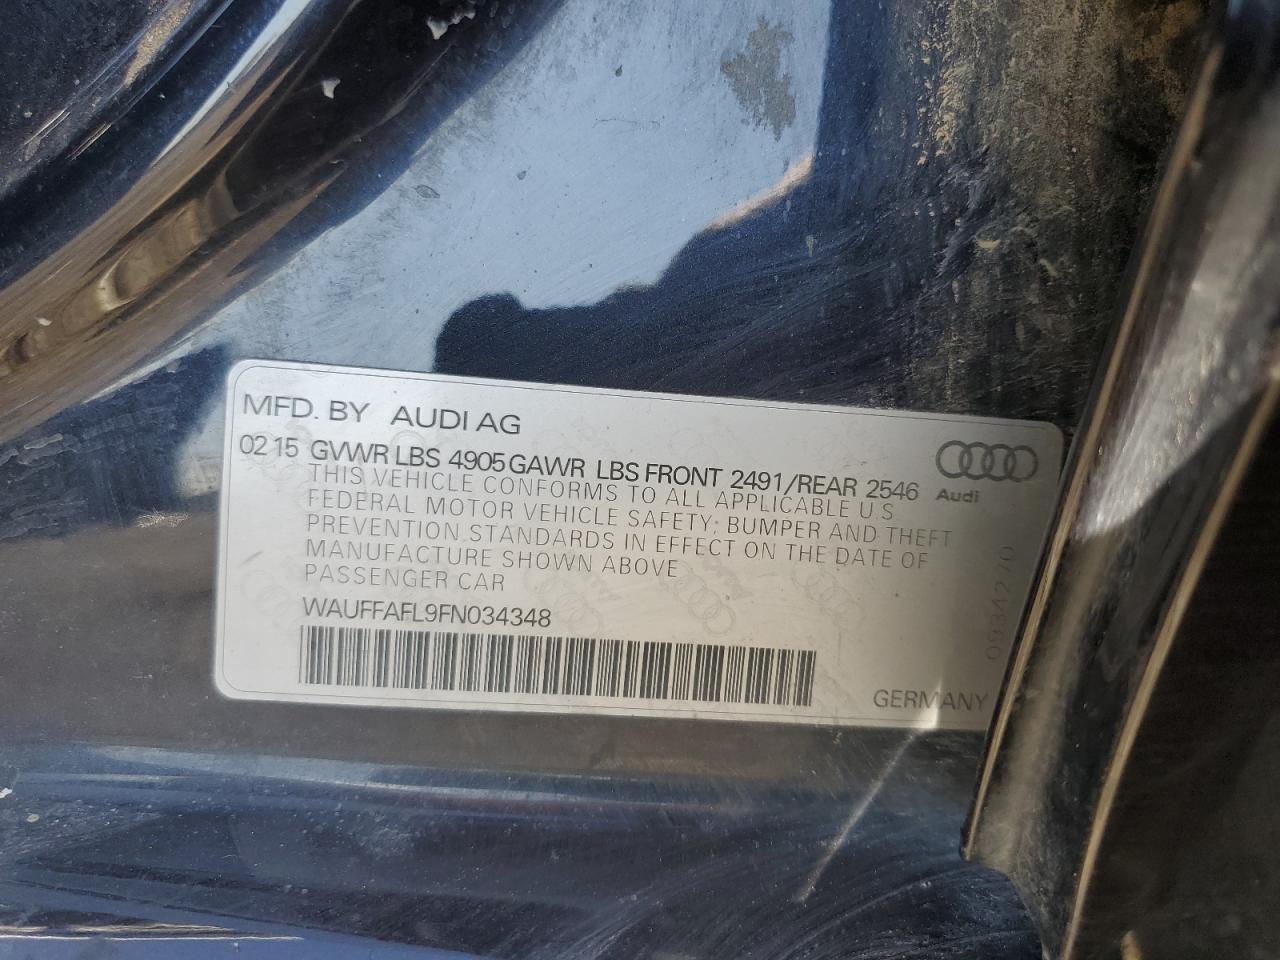 MFD. BY AUDI AG
02 15 GVWR LBS 4905 GAWR LBS FRONT 2491/REAR 2546
Audi
THIS VEHICLE CONFORMS TO ALL APPLICABLE U.S
FEDERAL MOTOR VEHICLE SAFETY, BUMPER AND THEFT
PREVENTION STANDARDS IN EFFECT ON THE DATE OF
MANUFACTURE SHOWN ABOVE
PASSENGER CAR
WAUFFAFL9FN034348
GERMANY